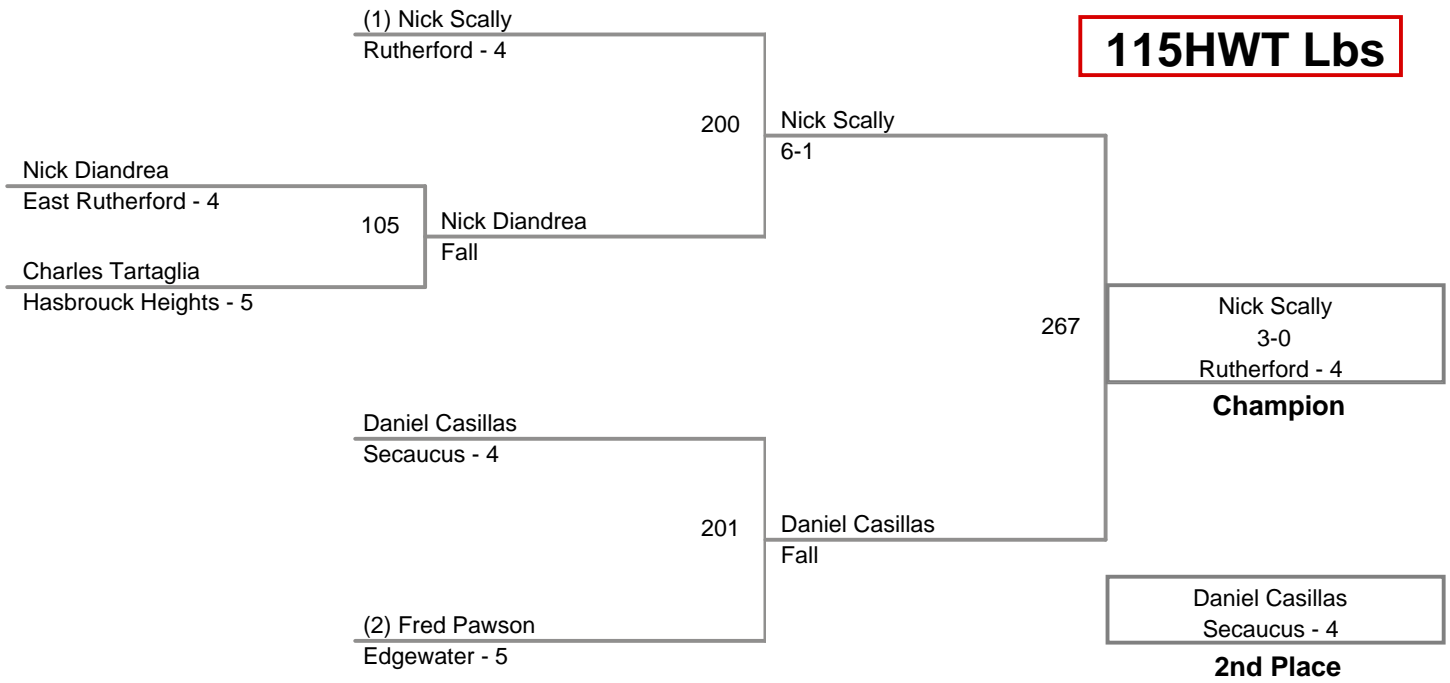 (1) Nick Scally
Rutherford - 4
115HWT Lbs
200
Nick Scally
6-1
Nick Diandrea
East Rutherford - 4
105
Nick Diandrea
Fall
Charles Tartaglia
Hasbrouck Heights - 5
267
Nick Scally
3-0
Rutherford - 4
Champion
Daniel Casillas
Secaucus - 4
201
Daniel Casillas
Fall
(2) Fred Pawson
Edgewater - 5
Daniel Casillas
Secaucus - 4
2nd Place